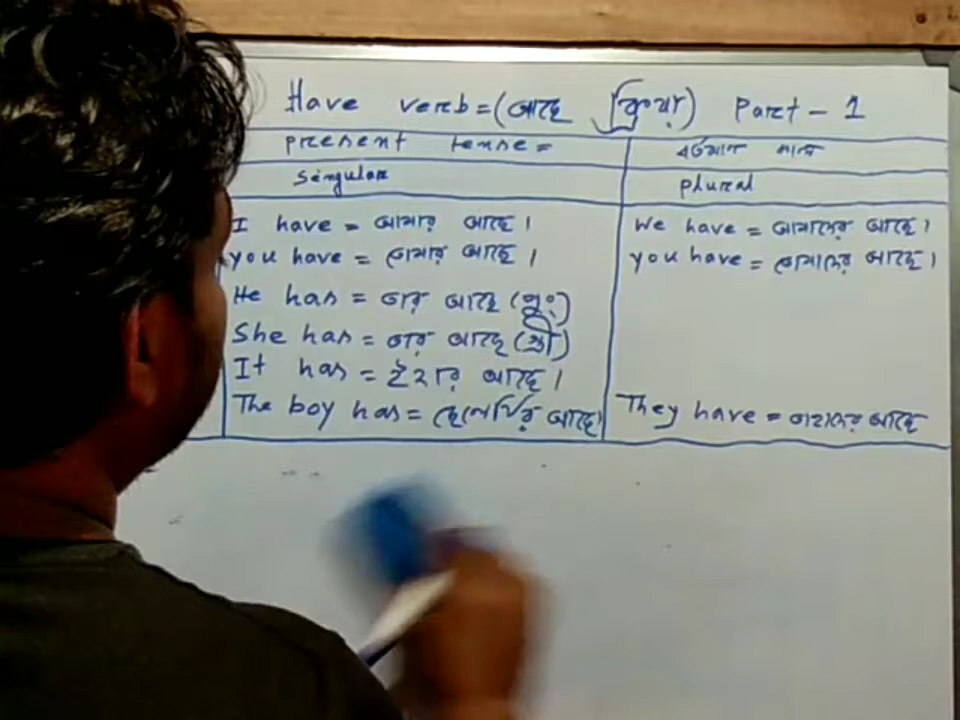 Have verb=(আছে ক্রিয়া) Part - 1
present tense = বর্তমান কাল
singular plural
I have = আমার আছে। We have = আমাদের আছে।
you have = তোমার আছে। you have = তোমাদের আছে।
He has = তার আছে (পুং)
She has = তার আছে (স্ত্রী)
It has = ইহার আছে।
The boy has = ছেলেটির আছে। They have = তাহাদের আছে